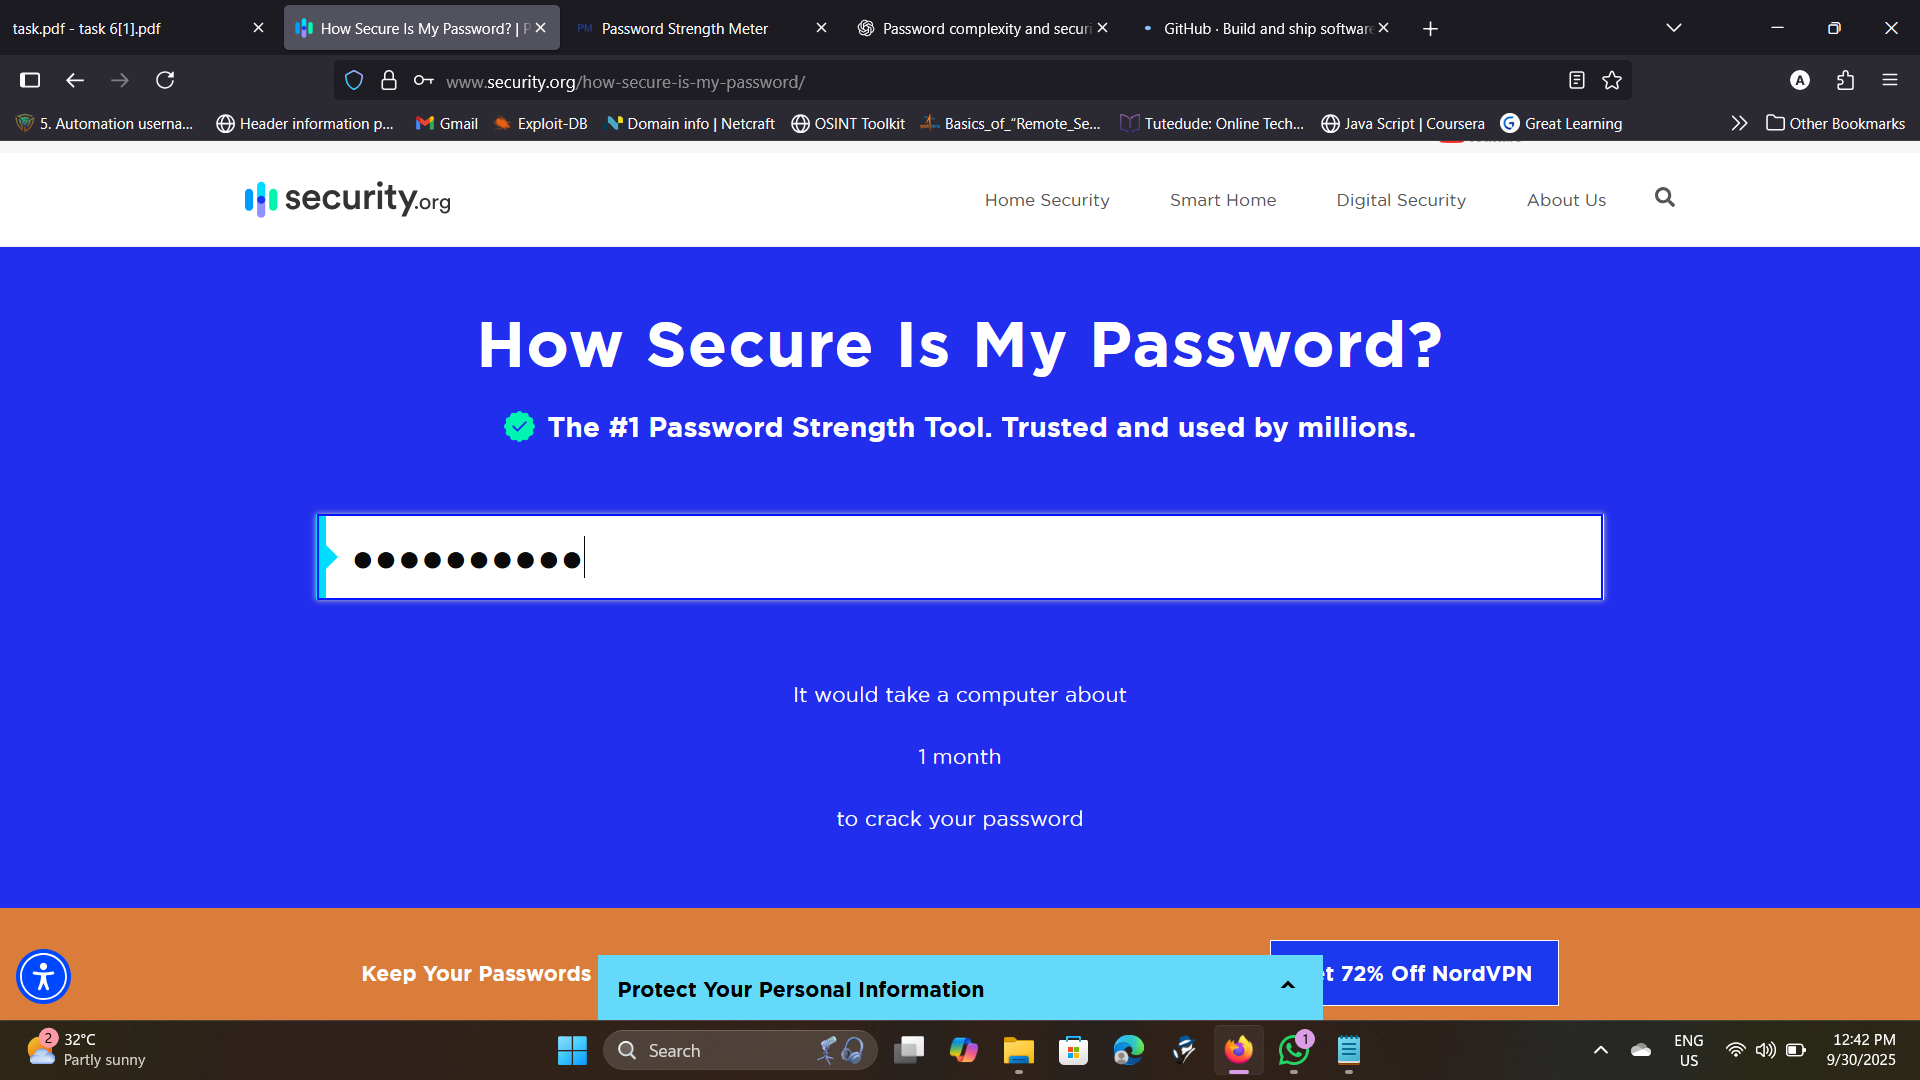 task.pdf - task 6[1].pdf
How Secure Is My Password? | P
PM Password Strength Meter
Password complexity and securi
GitHub · Build and ship software
www.security.org/how-secure-is-my-password/
A
5. Automation userna...
Header information p...
Gmail
Exploit-DB
Domain info | Netcraft
OSINT Toolkit
Basics_of_"Remote_Se...
Tutedude: Online Tech...
Java Script | Coursera
G Great Learning
Other Bookmarks
security.org
Home Security
Smart Home
Digital Security
About Us
How Secure Is My Password?
The #1 Password Strength Tool. Trusted and used by millions.
It would take a computer about
1 month
to crack your password
Keep Your Passwords
72% Off NordVPN
Protect Your Personal Information
2
32°C
Partly sunny
Search
1
ENG
US
12:42 PM
9/30/2025